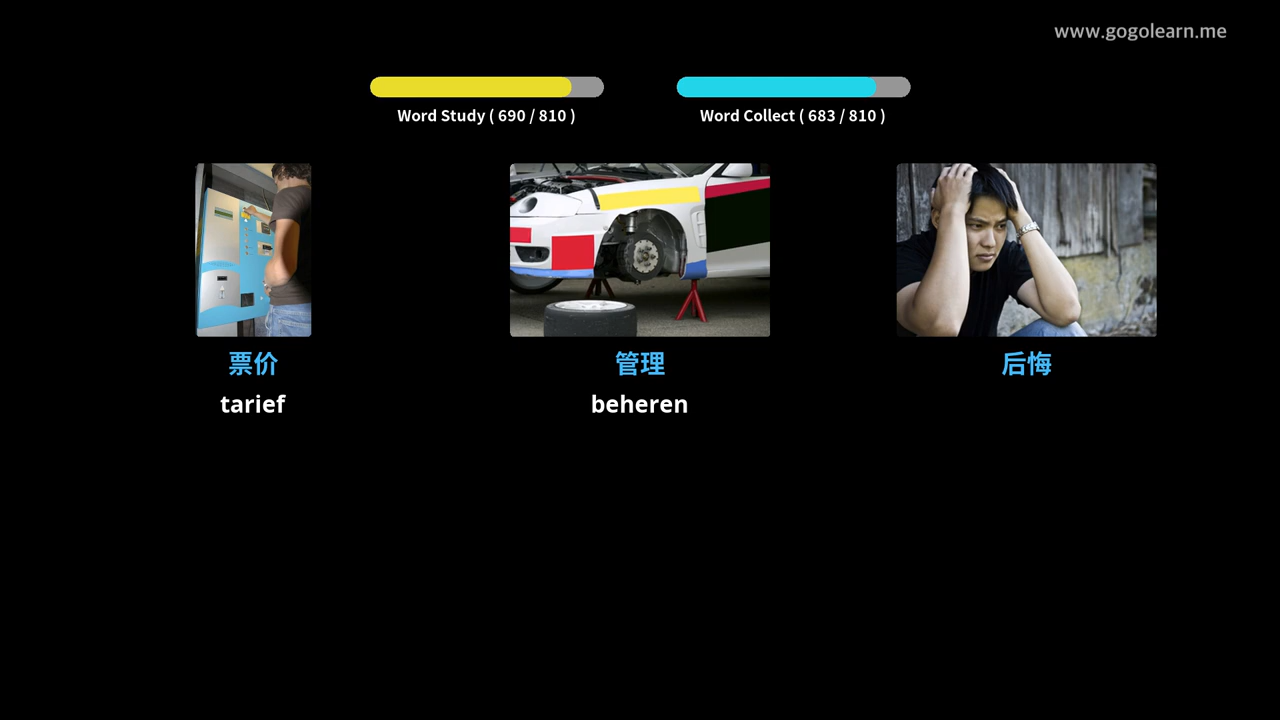 www.gogolearn.me
Word Study ( 690 / 810 )
Word Collect ( 683 / 810 )
票价
管理
后悔
tarief
beheren